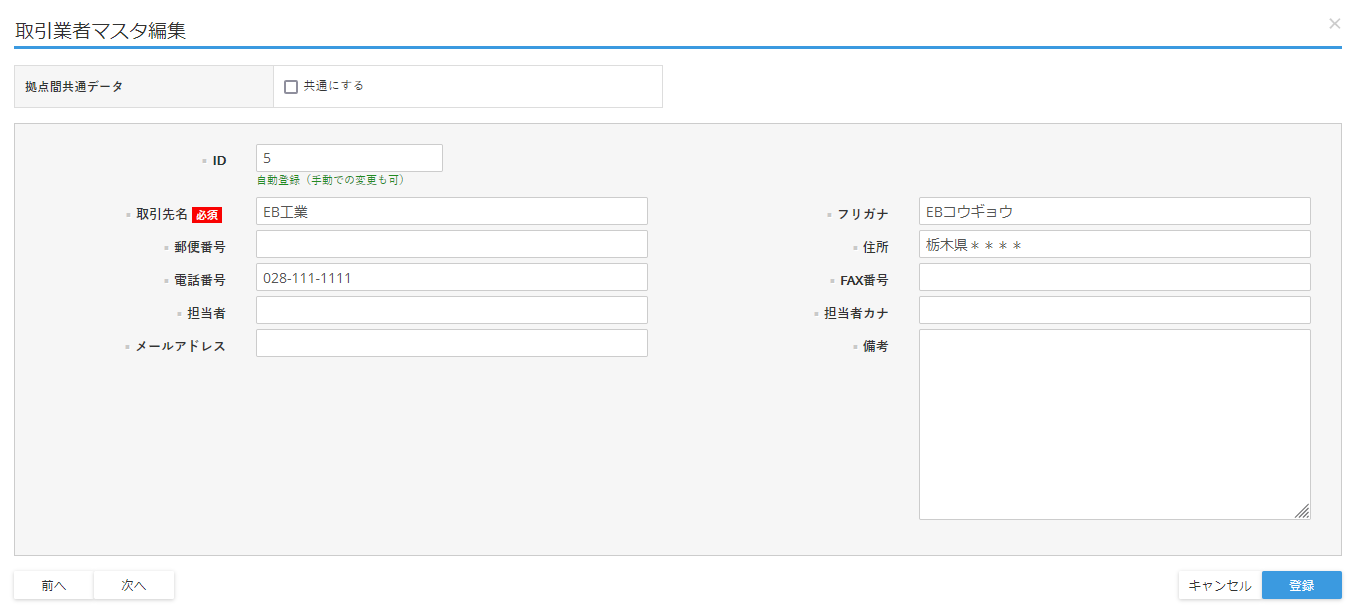 取引業者マスタ編集
×
拠点間共通データ
共通にする
ID
5
自動登録（手動での変更も可）
取引先名 必須
EB工業
フリガナ
EBコウギョウ
郵便番号
住所
栃木県＊＊＊＊
電話番号
028-111-1111
FAX番号
担当者
担当者カナ
メールアドレス
備考
前へ
次へ
キャンセル
登録